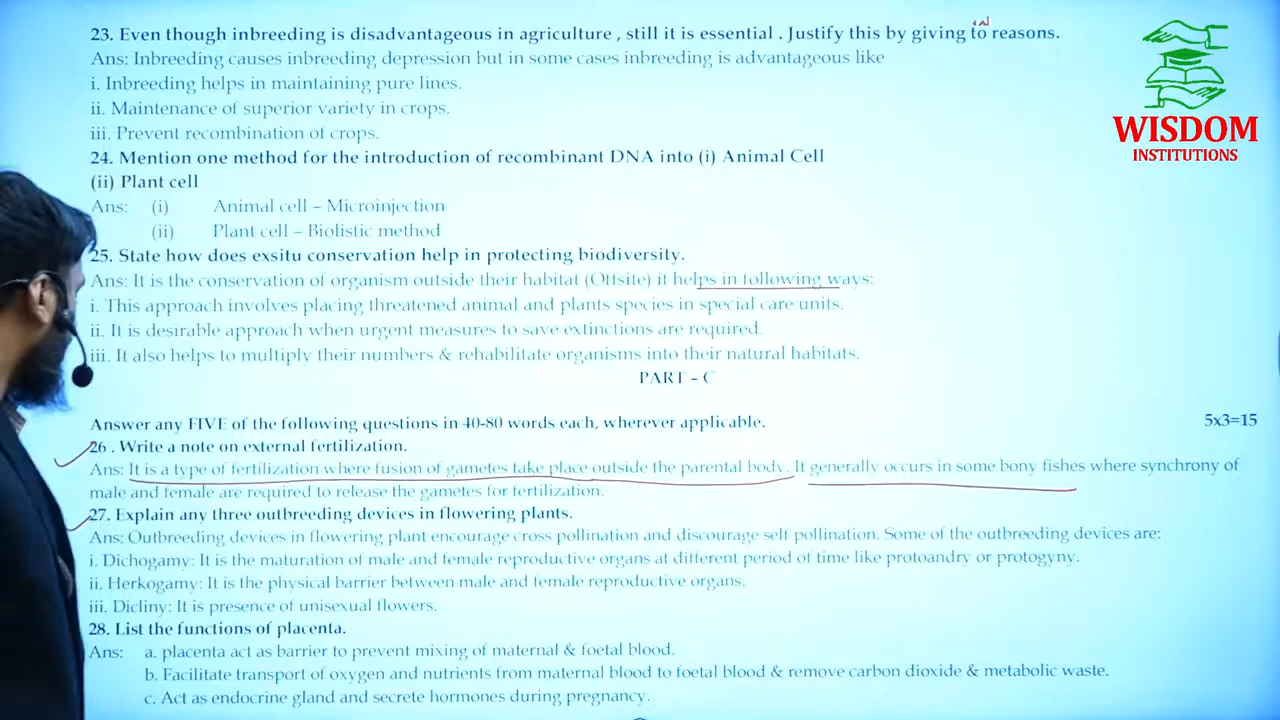 23. Even though inbreeding is disadvantageous in agriculture , still it is essential . Justify this by giving to reasons.
Ans: Inbreeding causes inbreeding depression but in some cases inbreeding is advantageous like
i. Inbreeding helps in maintaining pure lines.
ii. Maintenance of superior variety in crops.
iii. Prevent recombination of crops.
24. Mention one method for the introduction of recombinant DNA into (i) Animal Cell
(ii) Plant cell
Ans: (i) Animal cell – Microinjection
(ii) Plant cell – Biolistic method
25. State how does exsitu conservation help in protecting biodiversity.
Ans: It is the conservation of organism outside their habitat (Offsite) it helps in following ways:
i. This approach involves placing threatened animal and plants species in special care units.
ii. It is desirable approach when urgent measures to save extinctions are required.
iii. It also helps to multiply their numbers & rehabilitate organisms into their natural habitats.
PART – C
Answer any FIVE of the following questions in 40-80 words each, wherever applicable. 5x3=15
26 . Write a note on external fertilization.
Ans: It is a type of fertilization where fusion of gametes take place outside the parental body. It generally occurs in some bony fishes where synchrony of
male and female are required to release the gametes for fertilization.
27. Explain any three outbreeding devices in flowering plants.
Ans: Outbreeding devices in flowering plant encourage cross pollination and discourage self pollination. Some of the outbreeding devices are:
i. Dichogamy: It is the maturation of male and female reproductive organs at different period of time like protoandry or protogyny.
ii. Herkogamy: It is the physical barrier between male and female reproductive organs.
iii. Dicliny: It is presence of unisexual flowers.
28. List the functions of placenta.
Ans: a. placenta act as barrier to prevent mixing of maternal & foetal blood.
b. Facilitate transport of oxygen and nutrients from maternal blood to foetal blood & remove carbon dioxide & metabolic waste.
c. Act as endocrine gland and secrete hormones during pregnancy.
WISDOM
INSTITUTIONS